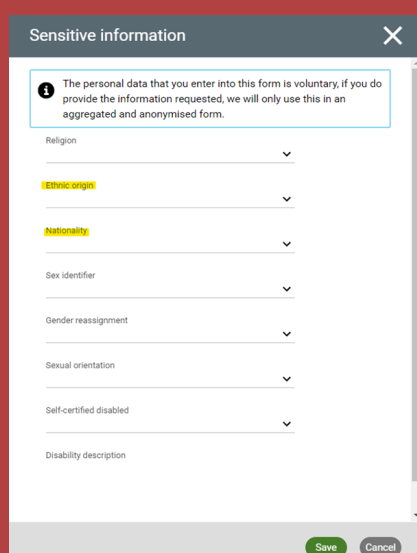 Sensitive information
The personal data that you enter into this form is voluntary, if you do
provide the information requested, we will only use this in an
aggregated and anonymised form.
Religion
Ethnic origin
Nationality
Sex identifier
Gender reassignment
Sexual orientation
Self-certified disabled
Disability description
Save Cancel